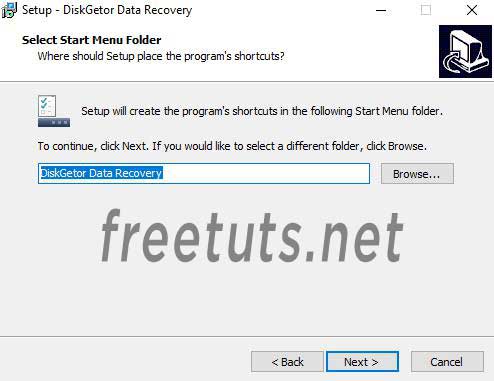 Setup - DiskGetor Data Recovery
Select Start Menu Folder
Where should Setup place the program's shortcuts?
Setup will create the program's shortcuts in the following Start Menu folder.
To continue, click Next. If you would like to select a different folder, click Browse.
DiskGetor Data Recovery
Browse...
freetuts.net
< Back
Next >
Cancel